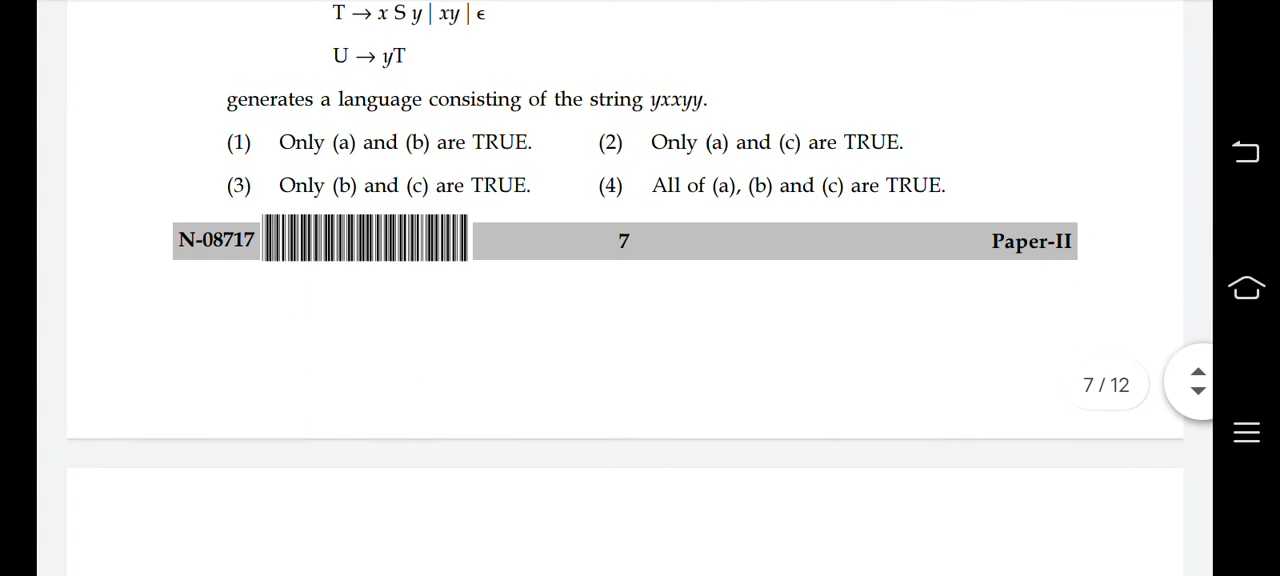 T → x S y | xy | ϵ
U → yT
generates a language consisting of the string yxxyy.
(1) Only (a) and (b) are TRUE. (2) Only (a) and (c) are TRUE.
(3) Only (b) and (c) are TRUE. (4) All of (a), (b) and (c) are TRUE.
N-08717 7 Paper-II
7 / 12